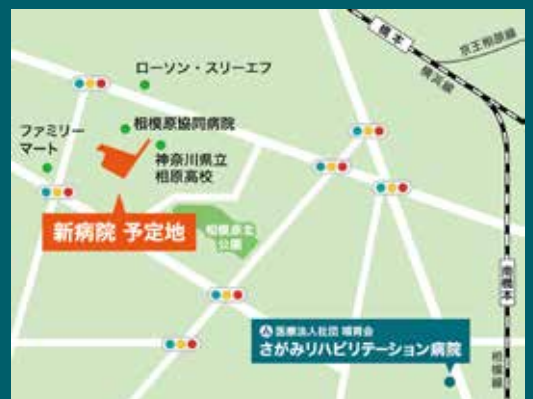 橋本
京王相原線
横浜線
ローソン・スリーエフ
相模原協同病院
ファミリー
マート
神奈川県立
相原高校
新病院 予定地
相模原北
公園
南橋本
医療法人社団 哺育会
さがみリハビリテーション病院
相模線